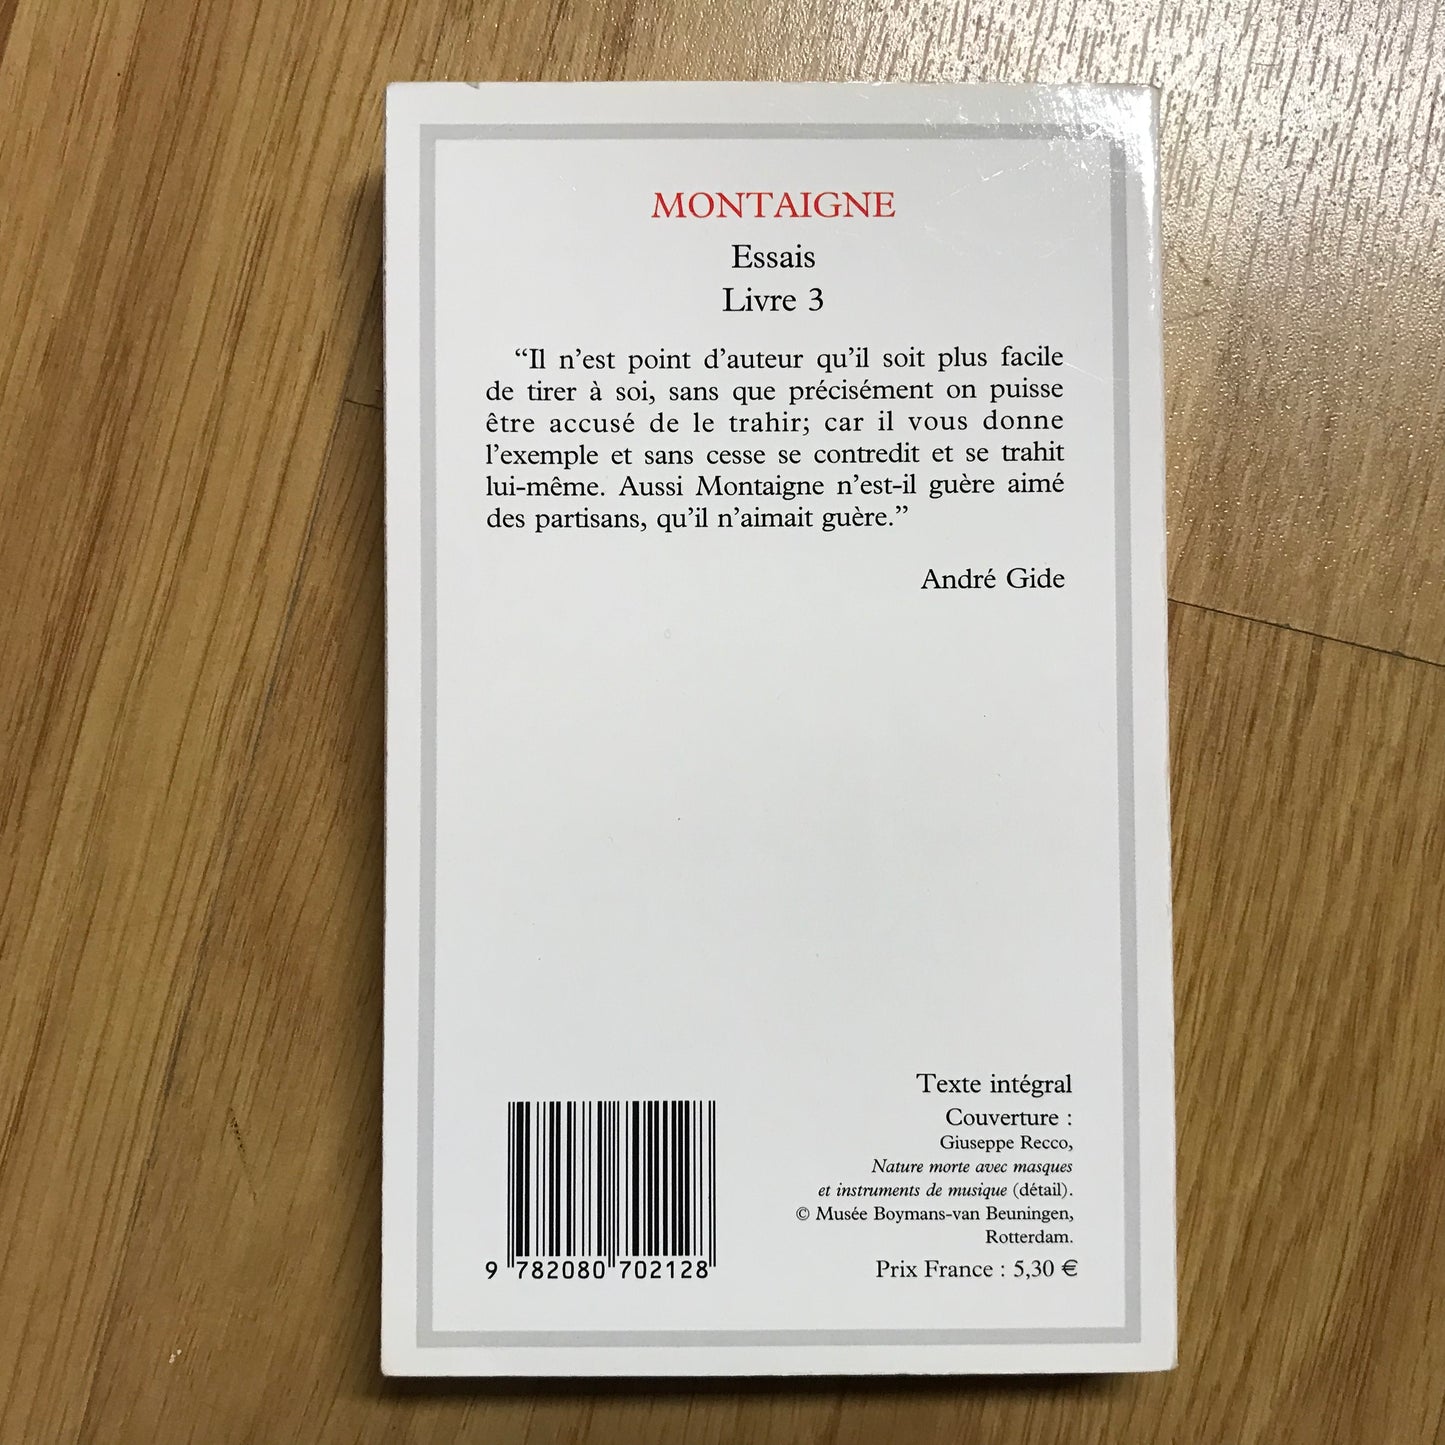 MONTAIGNE
Essais
Livre 3
“Il n’est point d’auteur qu’il soit plus facile
de tirer à soi, sans que précisément on puisse
être accusé de le trahir; car il vous donne
l’exemple et sans cesse se contredit et se trahit
lui-même. Aussi Montaigne n’est-il guère aimé
des partisans, qu’il n’aimait guère.”
André Gide
Texte intégral
Couverture :
Giuseppe Recco,
Nature morte avec masques
et instruments de musique (détail).
© Musée Boymans-van Beuningen,
Rotterdam.
Prix France : 5,30 €
9 782080 702128